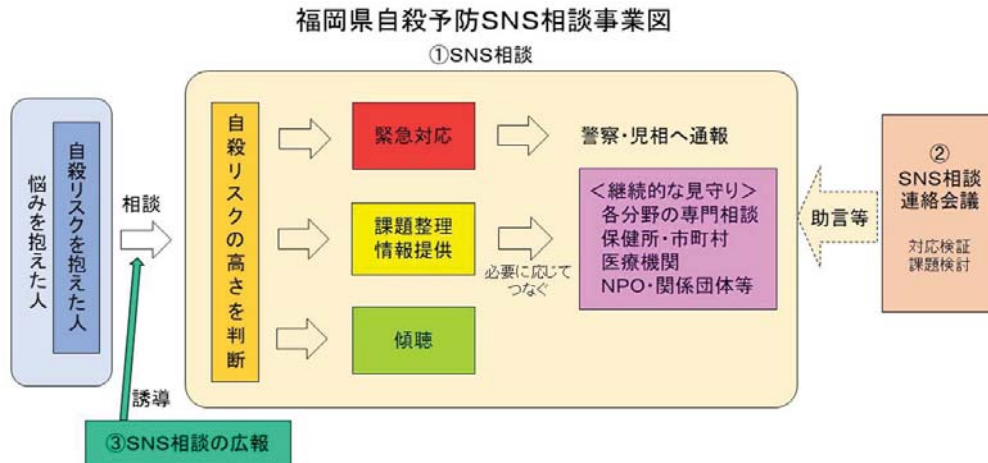 福岡県自殺予防SNS相談事業図
①SNS相談
悩みを抱えた人
自殺リスクを抱えた人
相談
自殺リスクの高さを判断
緊急対応
警察・児相へ通報
課題整理
情報提供
必要に応じて
つなぐ
＜継続的な見守り＞
各分野の専門相談
保健所・市町村
医療機関
NPO・関係団体等
傾聴
助言等
②
SNS相談
連絡会議
対応検証
課題検討
誘導
③SNS相談の広報